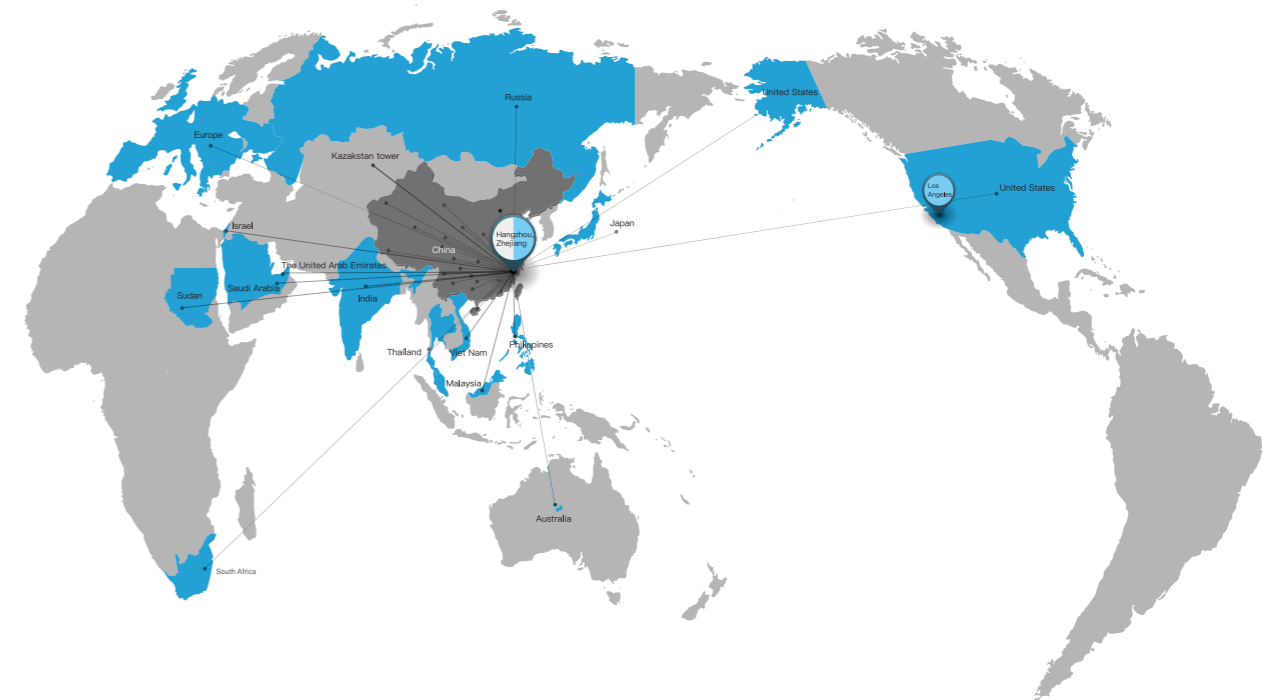 United States
Russia
Europe
Kazakstan tower
Los
Angeles
United States
Israel
Japan
Hangzhou,
Zhejiang
China
The United Arab Emirates
Saudi Arabia
Sudan
India
Thailand
Viet Nam
Philippines
Malaysia
Australia
South Africa